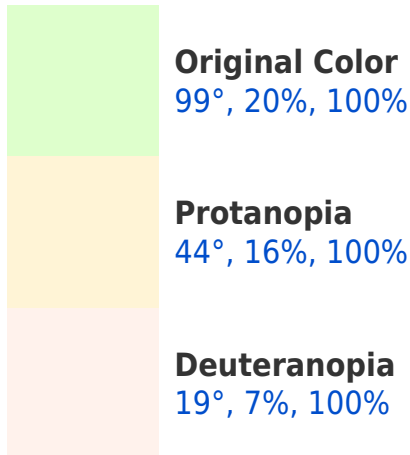 Original Color
99°, 20%, 100%
Protanopia
44°, 16%, 100%
Deuteranopia
19°, 7%, 100%